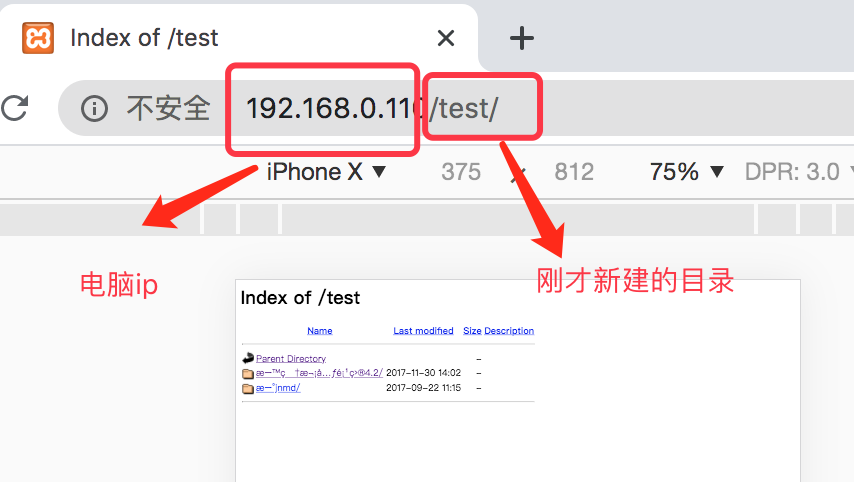 Index of /test
不安全 192.168.0.110/test/
iPhone X ▼ 375 × 812 75% ▼ DPR: 3.0
电脑ip
刚才新建的目录
Index of /test
Name Last modified Size Description
Parent Directory -
2017-11-30 14:02 -
2017-09-22 11:15 -